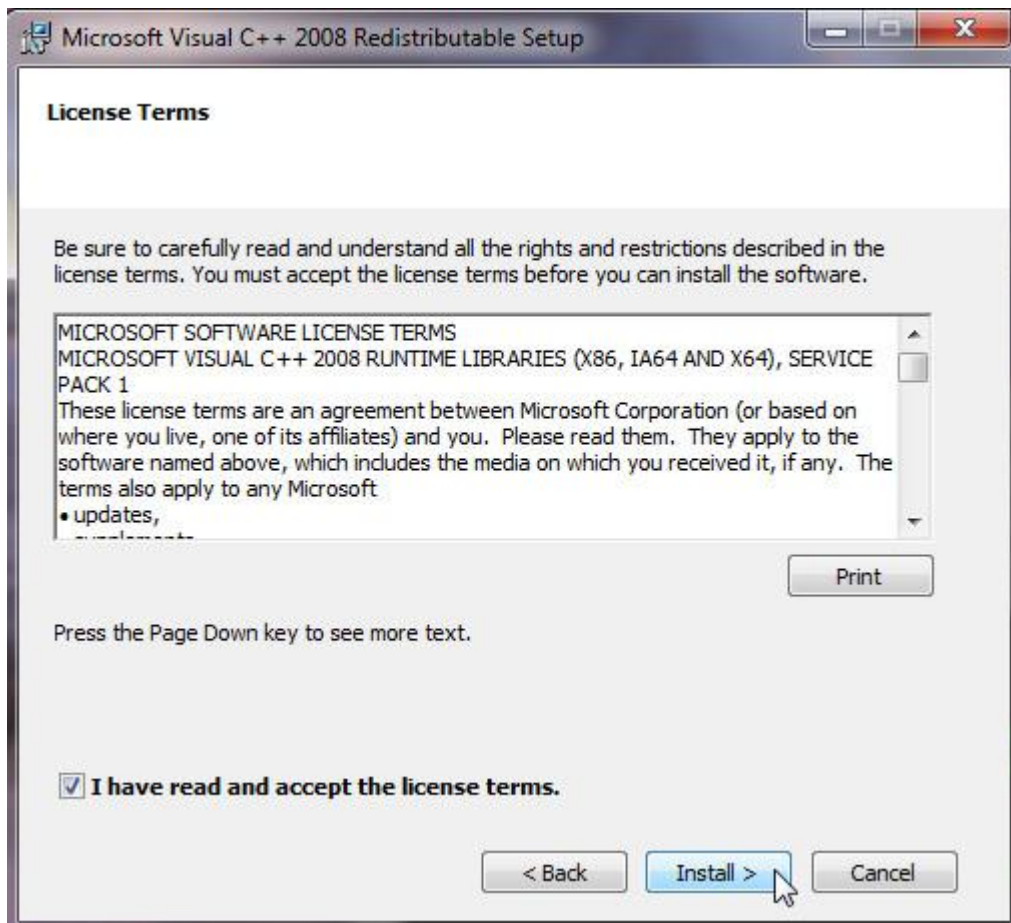 Microsoft Visual C++ 2008 Redistributable Setup
License Terms
Be sure to carefully read and understand all the rights and restrictions described in the
license terms. You must accept the license terms before you can install the software.
MICROSOFT SOFTWARE LICENSE TERMS
MICROSOFT VISUAL C++ 2008 RUNTIME LIBRARIES (X86, IA64 AND X64), SERVICE
PACK 1
These license terms are an agreement between Microsoft Corporation (or based on
where you live, one of its affiliates) and you.  Please read them.  They apply to the
software named above, which includes the media on which you received it, if any.  The
terms also apply to any Microsoft
• updates,
Print
Press the Page Down key to see more text.
I have read and accept the license terms.
< Back
Install >
Cancel